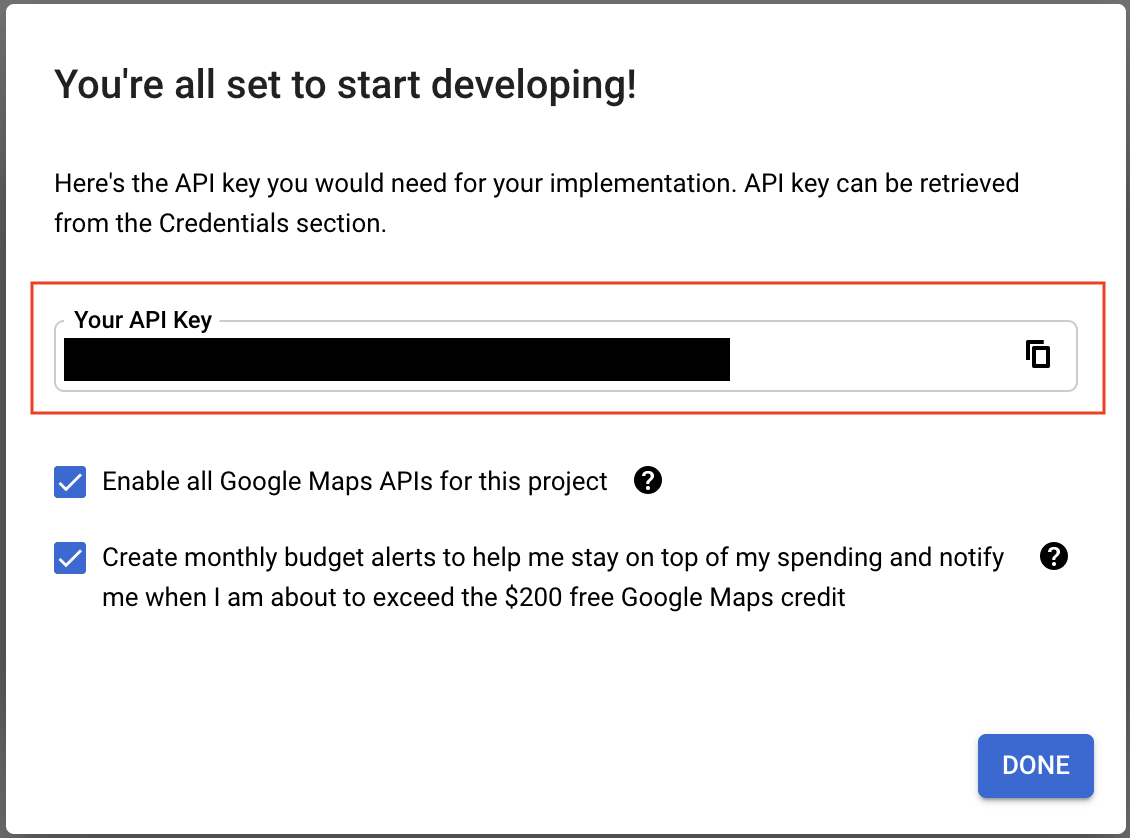 You're all set to start developing!
Here's the API key you would need for your implementation. API key can be retrieved
from the Credentials section.
Your API Key
Enable all Google Maps APIs for this project
Create monthly budget alerts to help me stay on top of my spending and notify
me when I am about to exceed the $200 free Google Maps credit
DONE